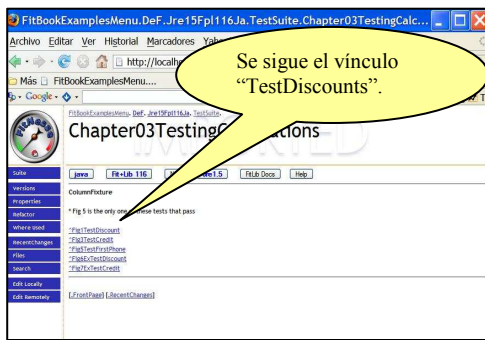 FitBookExamplesMenu.DeF.Jre15Fpl116Ja.TestSuite.Chapter03TestingCalc...
Archivo Editar Ver Historial Marcadores
http://localh
Más FitBookExamplesMenu....
Google
Se sigue el vínculo
“TestDiscounts”.
FitBookExamplesMenu. DeF. Jre15Fpl116Ja. TestSuite.
Chapter03Testing
IMPORTED
java Fit+Lib 116 FitLib Docs Help
Suite
Versions
Properties
Refactor
Where Used
RecentChanges
Files
Search
Edit Locally
Edit Remotely
ColumnFixture
* Fig 5 is the only one these tests that pass
^Fig1TestDiscount
^Fig3TestCredit
^Fig5TestFirstPhone
^Fig6ExTestDiscount
^Fig7ExTestCredit
[.FrontPage] [.RecentChanges]